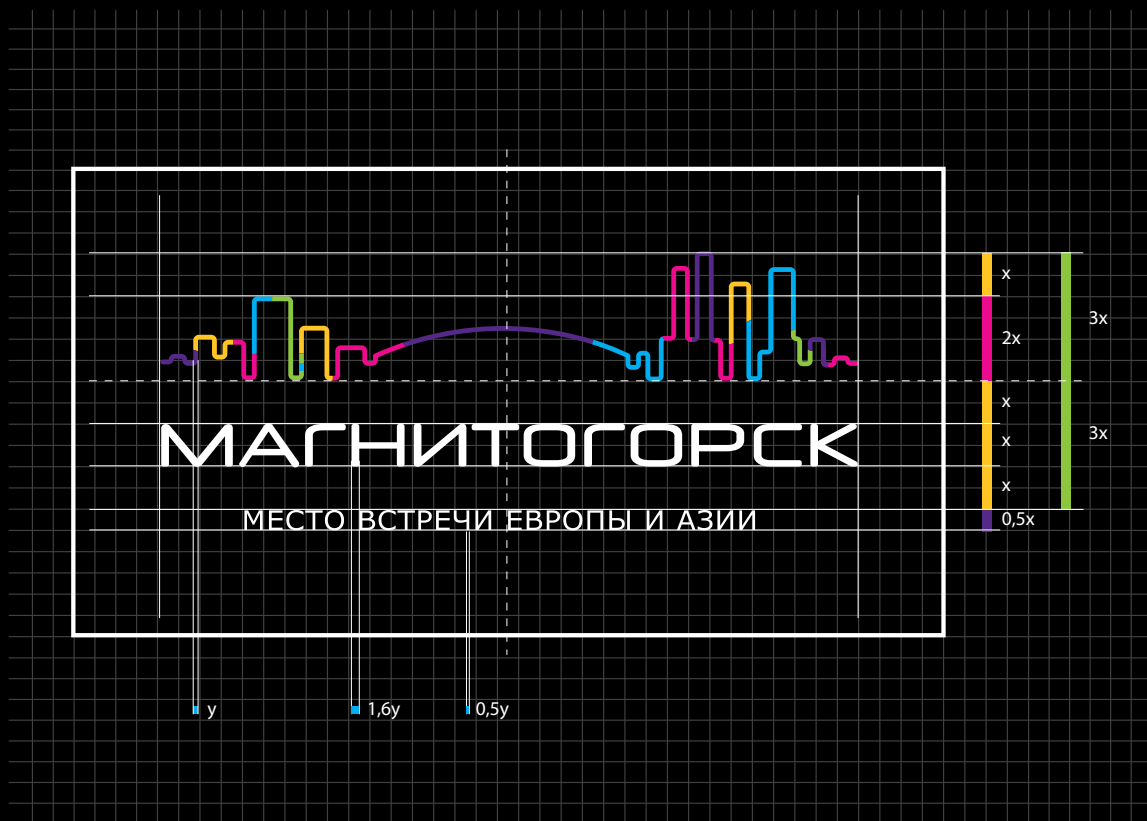 x
3x
2x
x
МАГНИТОГОРСК
x
3x
x
МЕСТО ВСТРЕЧИ ЕВРОПЫ И АЗИИ
0,5x
y
1,6y
0,5y